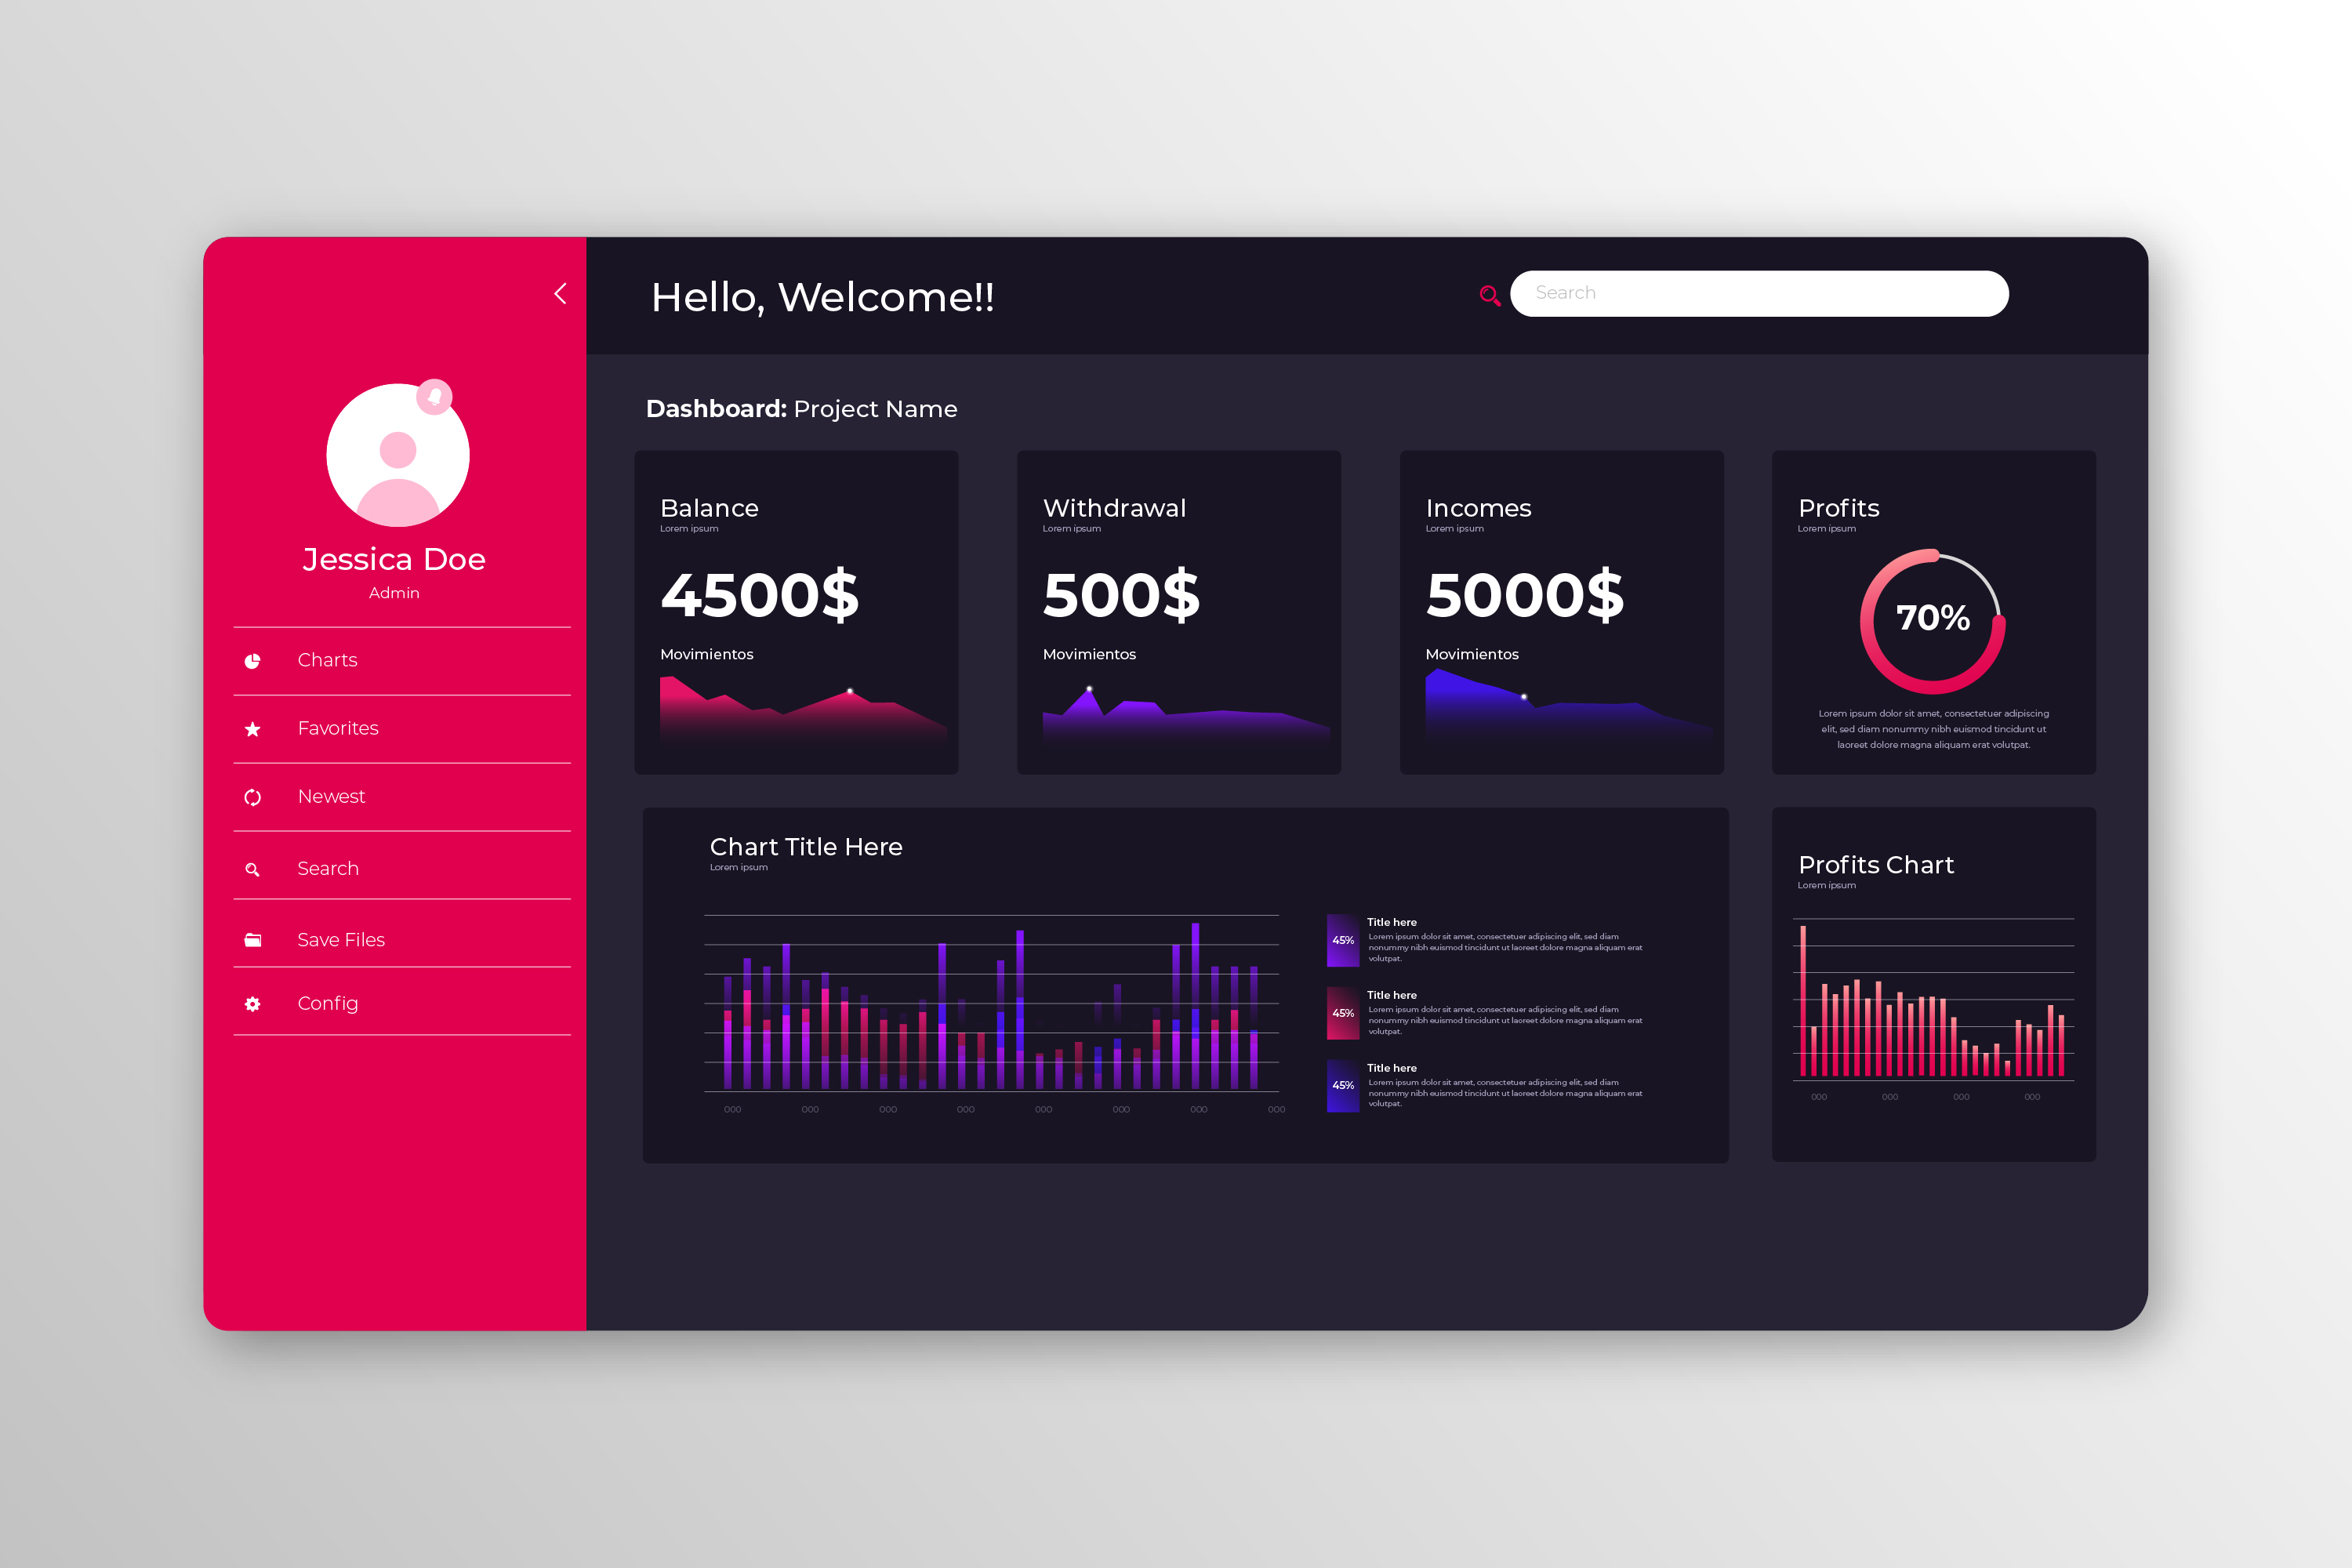 Hello, Welcome!!
Search
Jessica Doe
Admin
Charts
Favorites
Newest
Search
Save Files
Config
Dashboard: Project Name
Balance
Lorem ipsum
4500$
Movimientos
Withdrawal
Lorem ipsum
500$
Movimientos
Incomes
Lorem ipsum
5000$
Movimientos
Profits
Lorem ipsum
70%
Lorem ipsum dolor sit amet, consectetuer adipiscing
elit, sed diam nonummy nibh euismod tincidunt ut
laoreet dolore magna aliquam erat volutpat.
Chart Title Here
Lorem ipsum
000 000 000 000 000 000 000 000
45%
Title here
Lorem ipsum dolor sit amet, consectetuer adipiscing elit, sed diam
nonummy nibh euismod tincidunt ut laoreet dolore magna aliquam erat
volutpat.
45%
Title here
Lorem ipsum dolor sit amet, consectetuer adipiscing elit, sed diam
nonummy nibh euismod tincidunt ut laoreet dolore magna aliquam erat
volutpat.
45%
Title here
Lorem ipsum dolor sit amet, consectetuer adipiscing elit, sed diam
nonummy nibh euismod tincidunt ut laoreet dolore magna aliquam erat
volutpat.
Profits Chart
Lorem ipsum
000 000 000 000